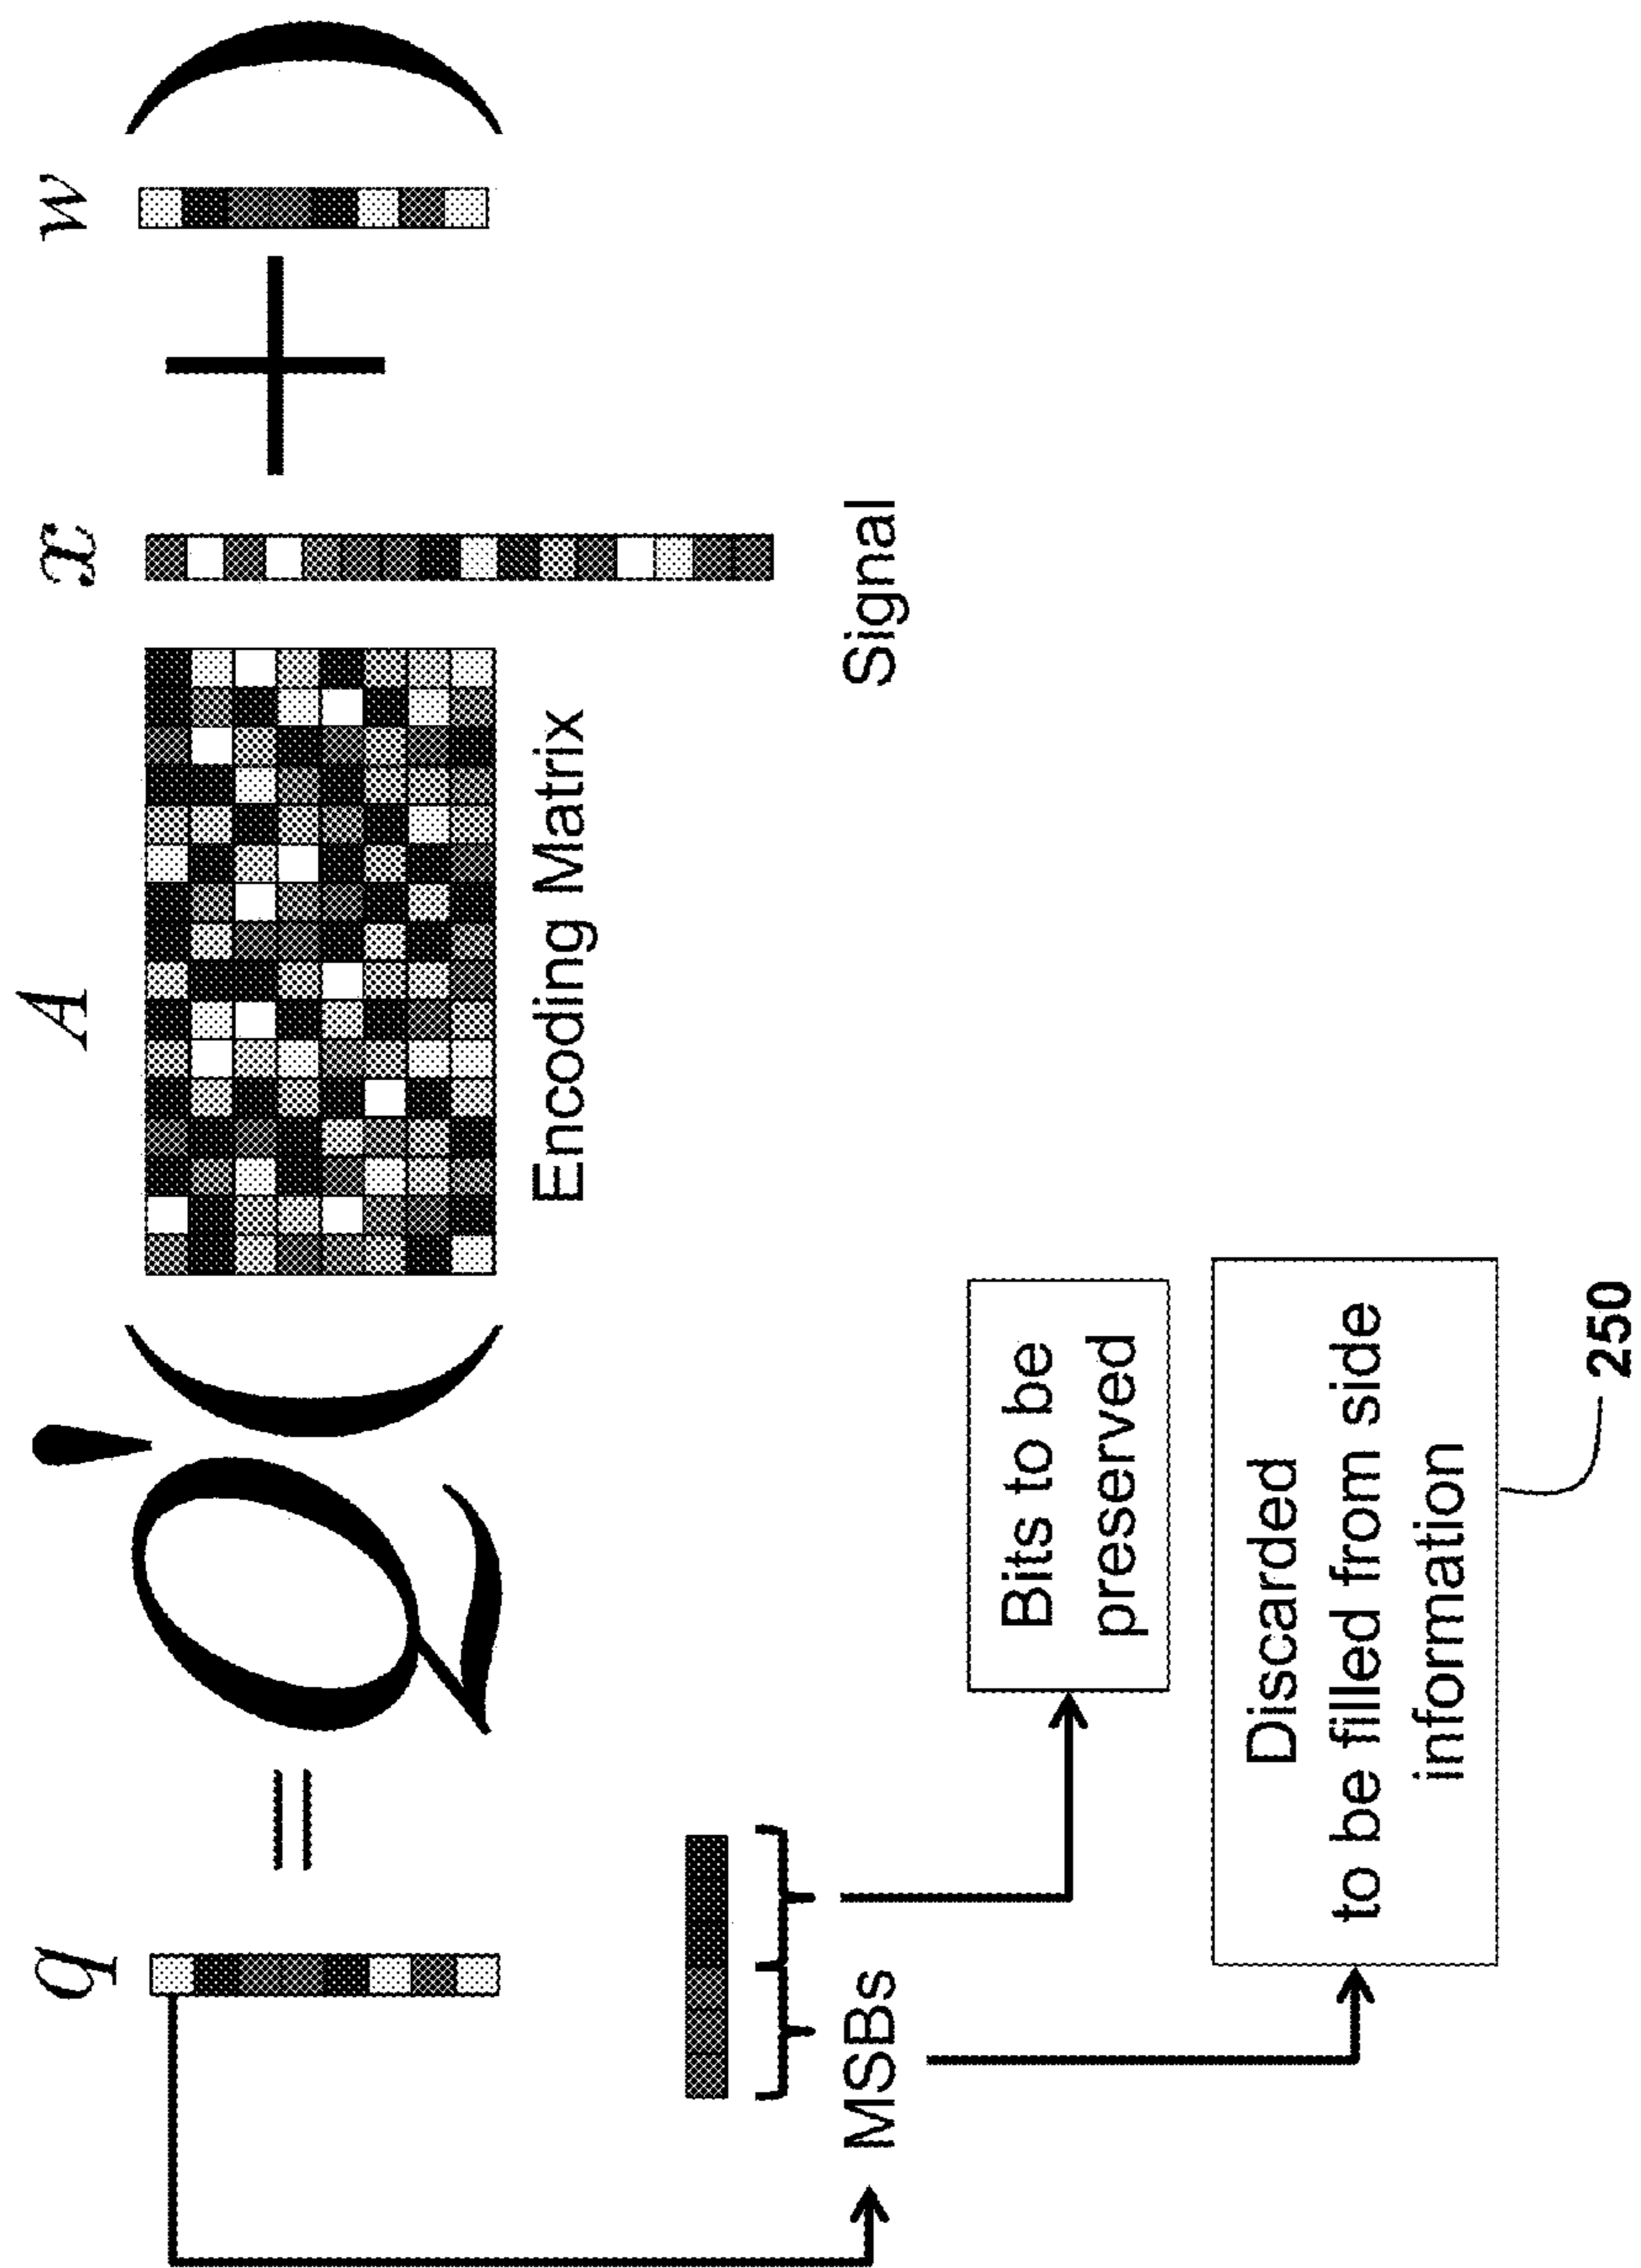 q = Q' ( A x + w )
Encoding Matrix
Signal
MSBs
Bits to be
preserved
Discarded
to be filled from side
information
250